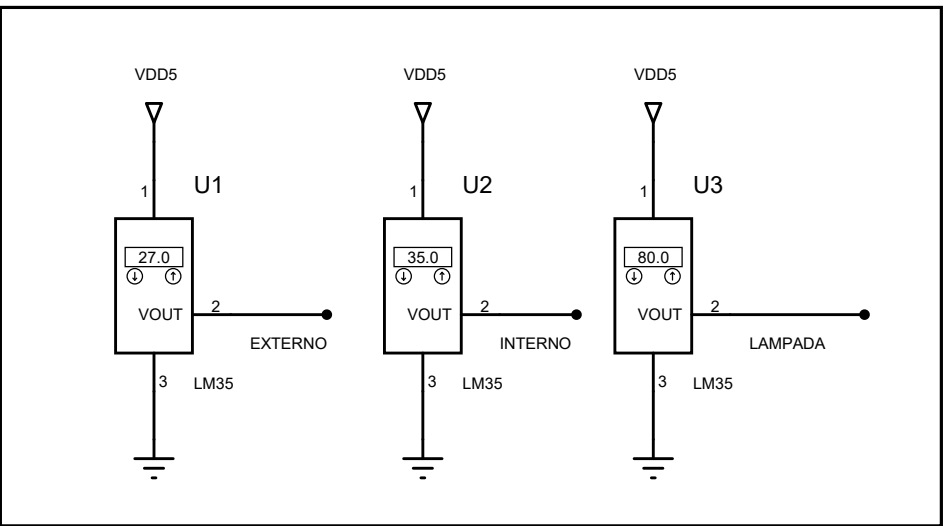 VDD5 VDD5 VDD5
1 U1 1 U2 1 U3
27.0 35.0 80.0
VOUT 2 VOUT 2 VOUT 2
EXTERNO INTERNO LAMPADA
3 LM35 3 LM35 3 LM35